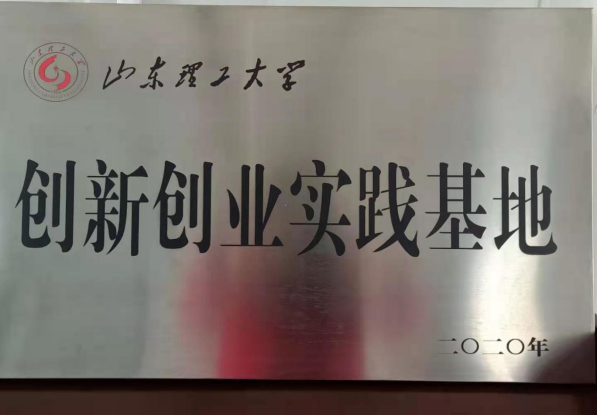 山东理工大学
创新创业实践基地
二〇二〇年